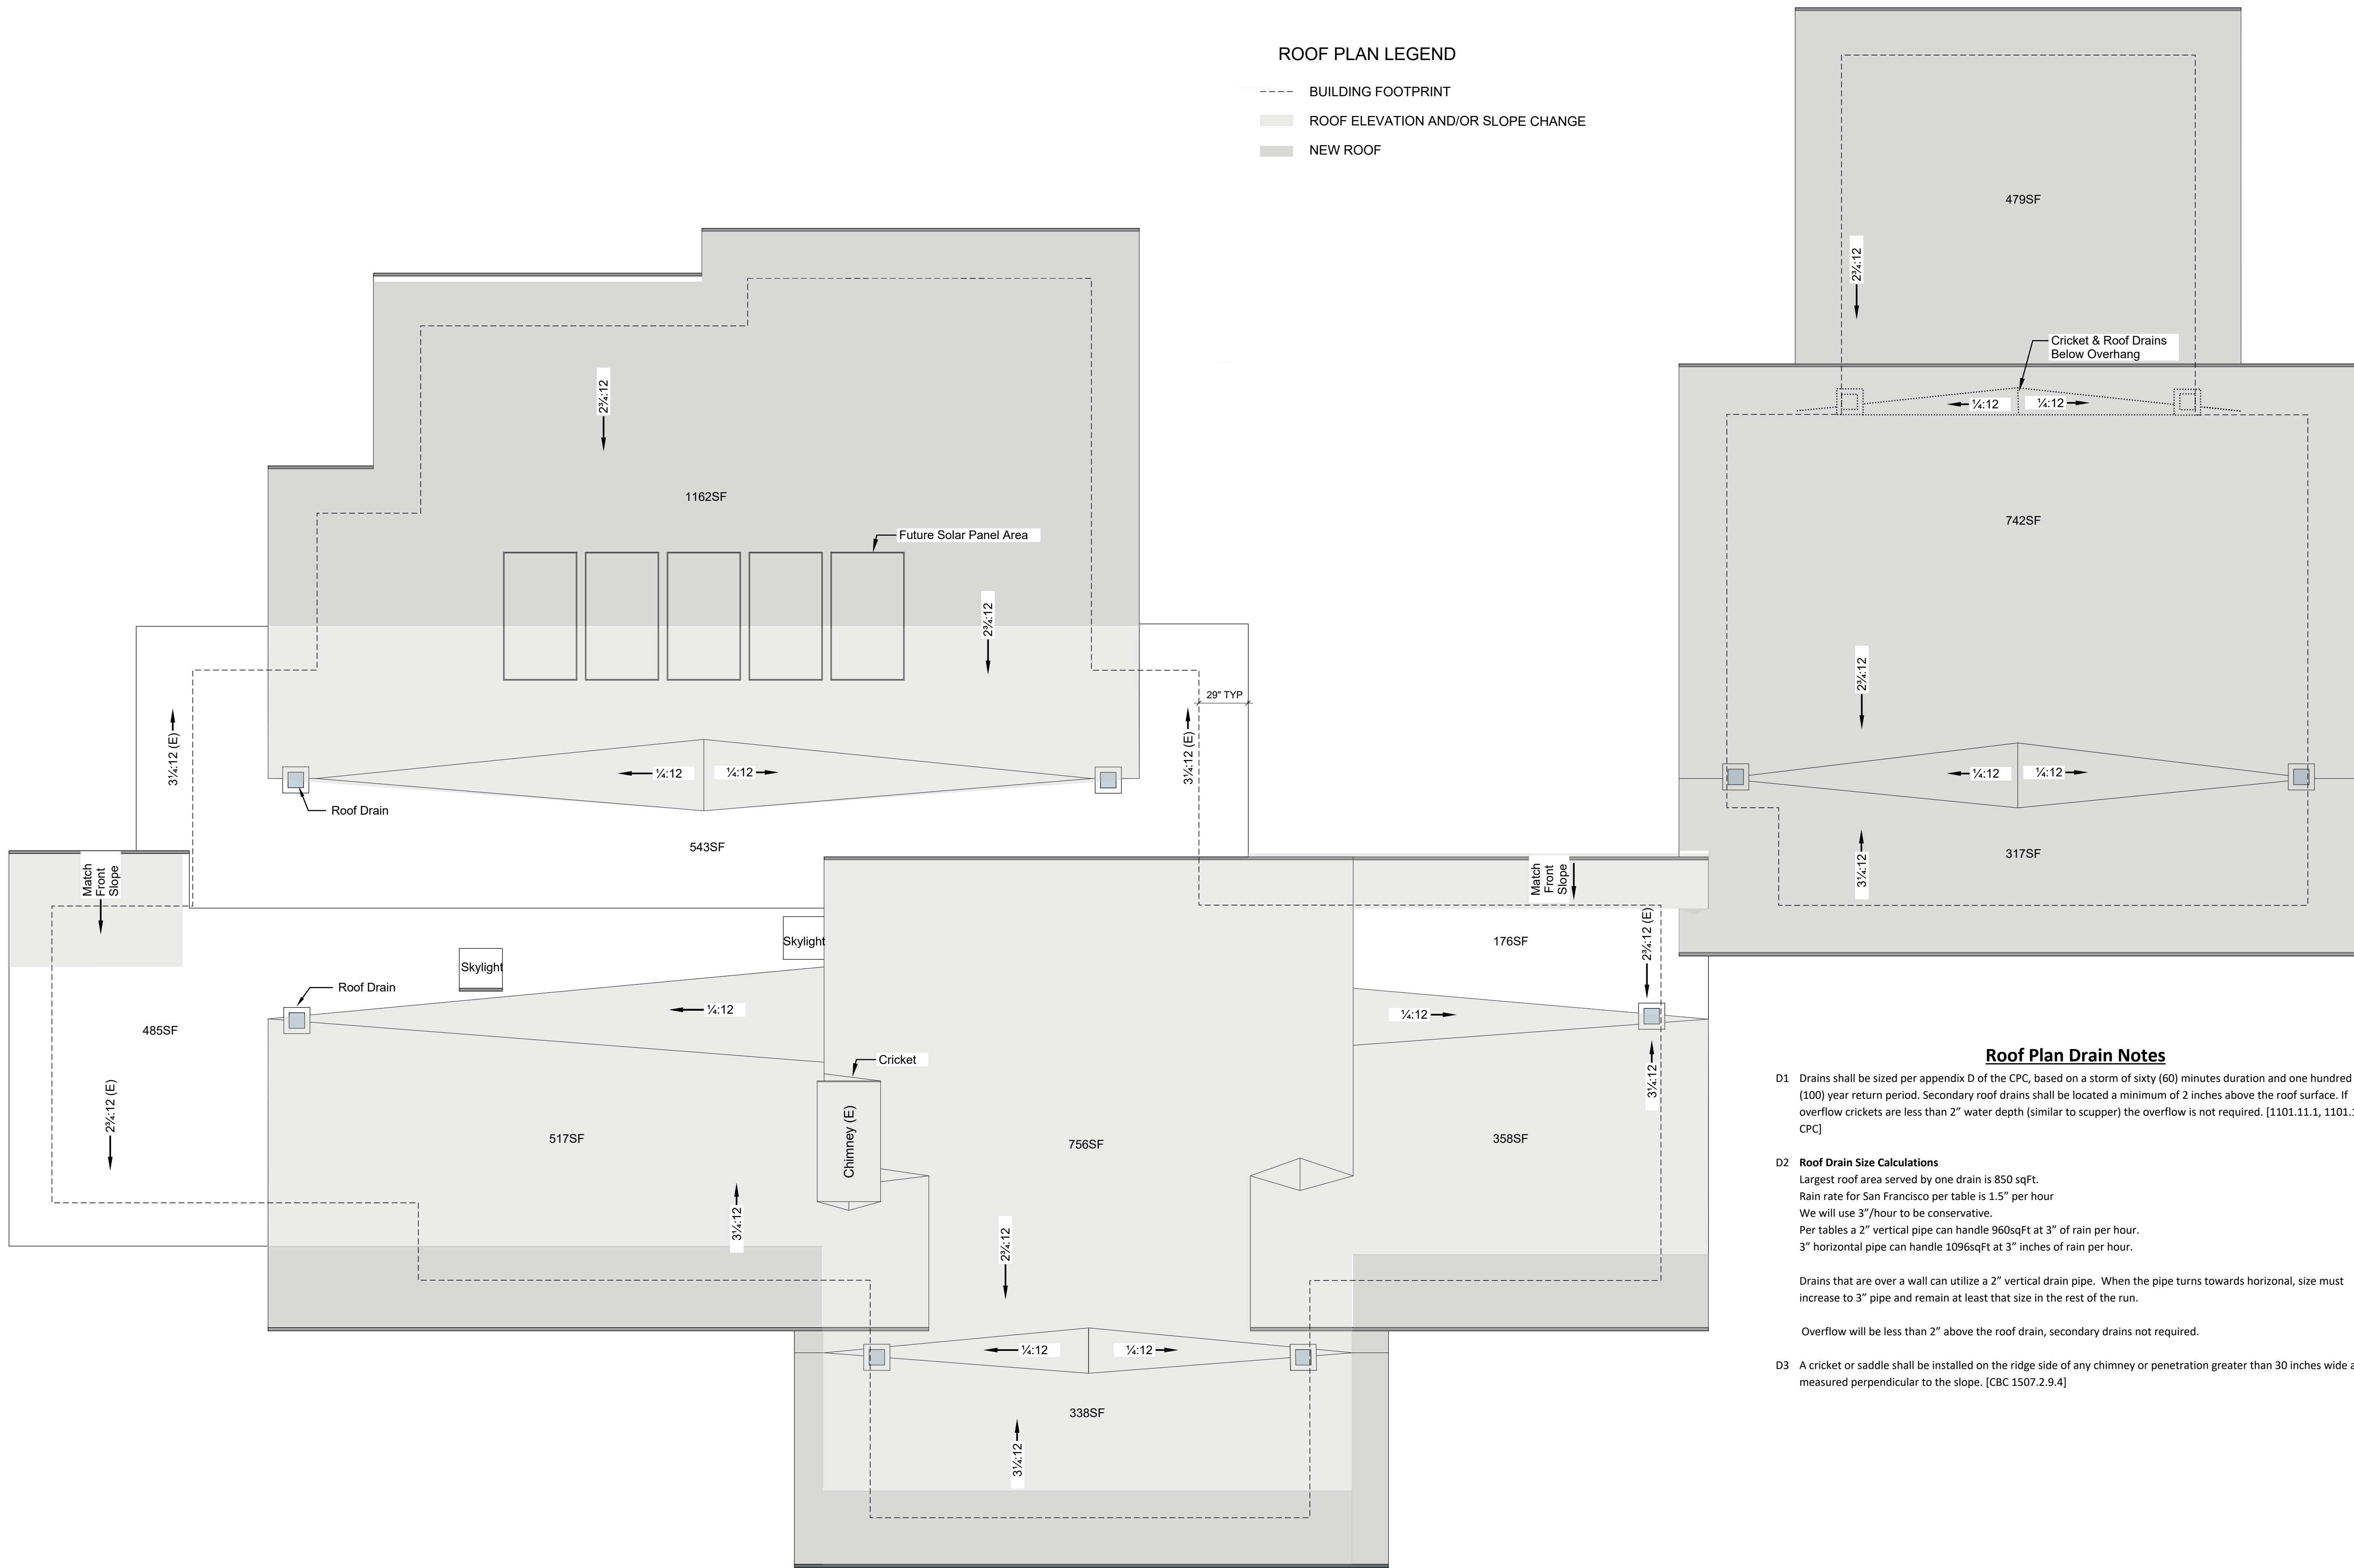 ROOF PLAN LEGEND
BUILDING FOOTPRINT
ROOF ELEVATION AND/OR SLOPE CHANGE
NEW ROOF
479SF
2¾:12
Cricket & Roof Drains
Below Overhang
¼:12
¼:12
742SF
2¾:12
¼:12
¼:12
317SF
3¼:12
2¾:12
1162SF
Future Solar Panel Area
2¾:12
29" TYP
3¼:12 (E)
3¼:12 (E)
¼:12
¼:12
Roof Drain
543SF
Match
Front
Slope
Match
Front
Slope
Skylight
Skylight
176SF
2¾:12 (E)
Roof Drain
¼:12
¼:12
485SF
Cricket
2¾:12 (E)
517SF
Chimney (E)
756SF
358SF
3¼:12
3¼:12
2¾:12
¼:12
¼:12
338SF
3¼:12
Roof Plan Drain Notes
D1 Drains shall be sized per appendix D of the CPC, based on a storm of sixty (60) minutes duration and one hundred
(100) year return period. Secondary roof drains shall be located a minimum of 2 inches above the roof surface. If
overflow crickets are less than 2” water depth (similar to scupper) the overflow is not required. [1101.11.1, 1101.1
CPC]
D2 Roof Drain Size Calculations
Largest roof area served by one drain is 850 sqFt.
Rain rate for San Francisco per table is 1.5” per hour
We will use 3”/hour to be conservative.
Per tables a 2” vertical pipe can handle 960sqFt at 3” of rain per hour.
3” horizontal pipe can handle 1096sqFt at 3” inches of rain per hour.
Drains that are over a wall can utilize a 2” vertical drain pipe. When the pipe turns towards horizonal, size must
increase to 3” pipe and remain at least that size in the rest of the run.
Overflow will be less than 2” above the roof drain, secondary drains not required.
D3 A cricket or saddle shall be installed on the ridge side of any chimney or penetration greater than 30 inches wide a
measured perpendicular to the slope. [CBC 1507.2.9.4]